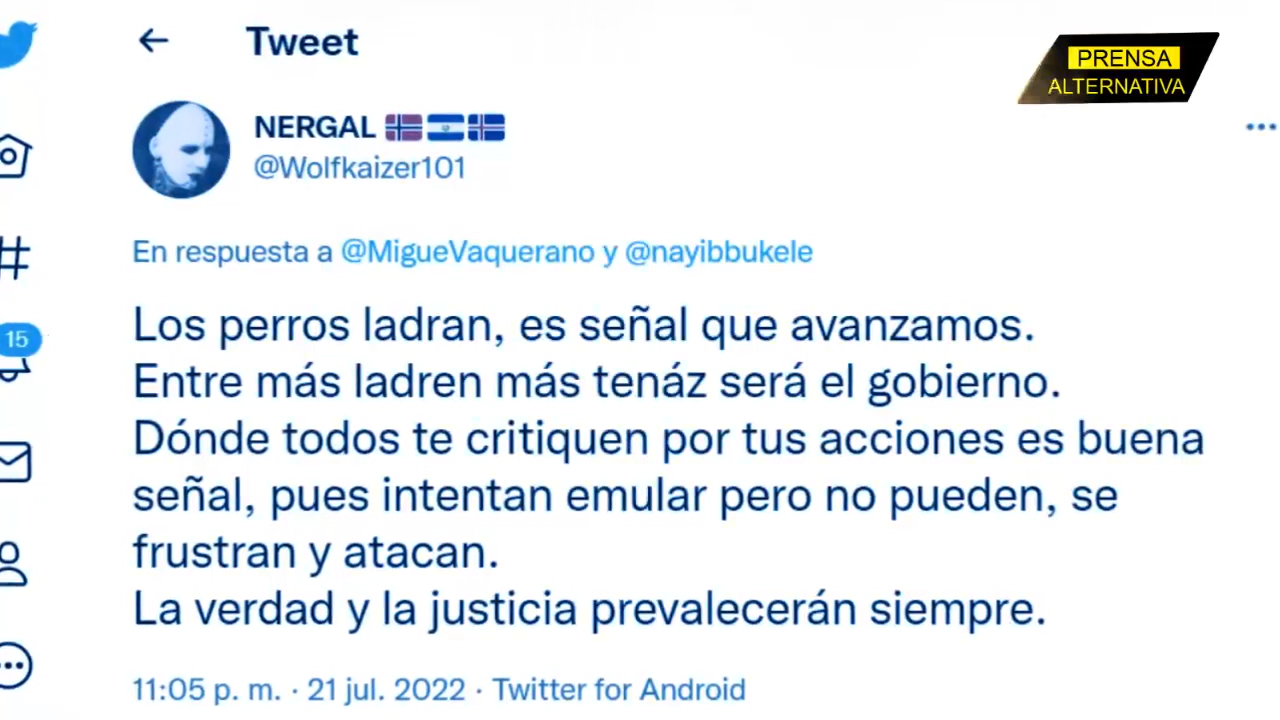 Tweet
PRENSA
ALTERNATIVA
NERGAL
@Wolfkaizer101
En respuesta a @MigueVaquerano y @nayibbukele
Los perros ladran, es señal que avanzamos.
Entre más ladren más tenáz será el gobierno.
Dónde todos te critiquen por tus acciones es buena
señal, pues intentan emular pero no pueden, se
frustran y atacan.
La verdad y la justicia prevalecerán siempre.
15
11:05 p. m. · 21 jul. 2022 · Twitter for Android